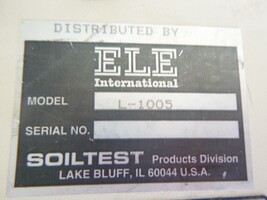 DISTRIBUTED BY
ELE
International
MODEL L-1005
SERIAL NO.
SOILTEST Products Division
LAKE BLUFF, IL 60044 U.S.A.